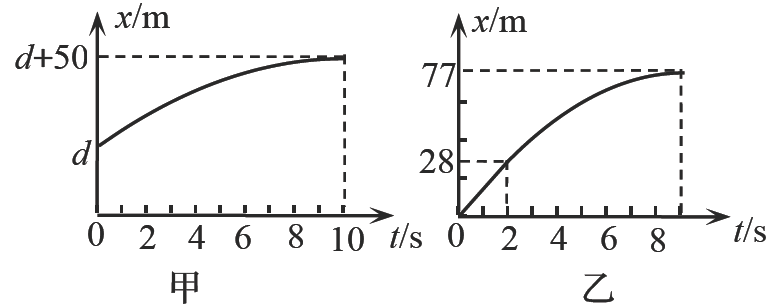 x/m
d+50
d
0 2 4 6 8 10 t/s
甲
x/m
77
28
0 2 4 6 8 t/s
乙